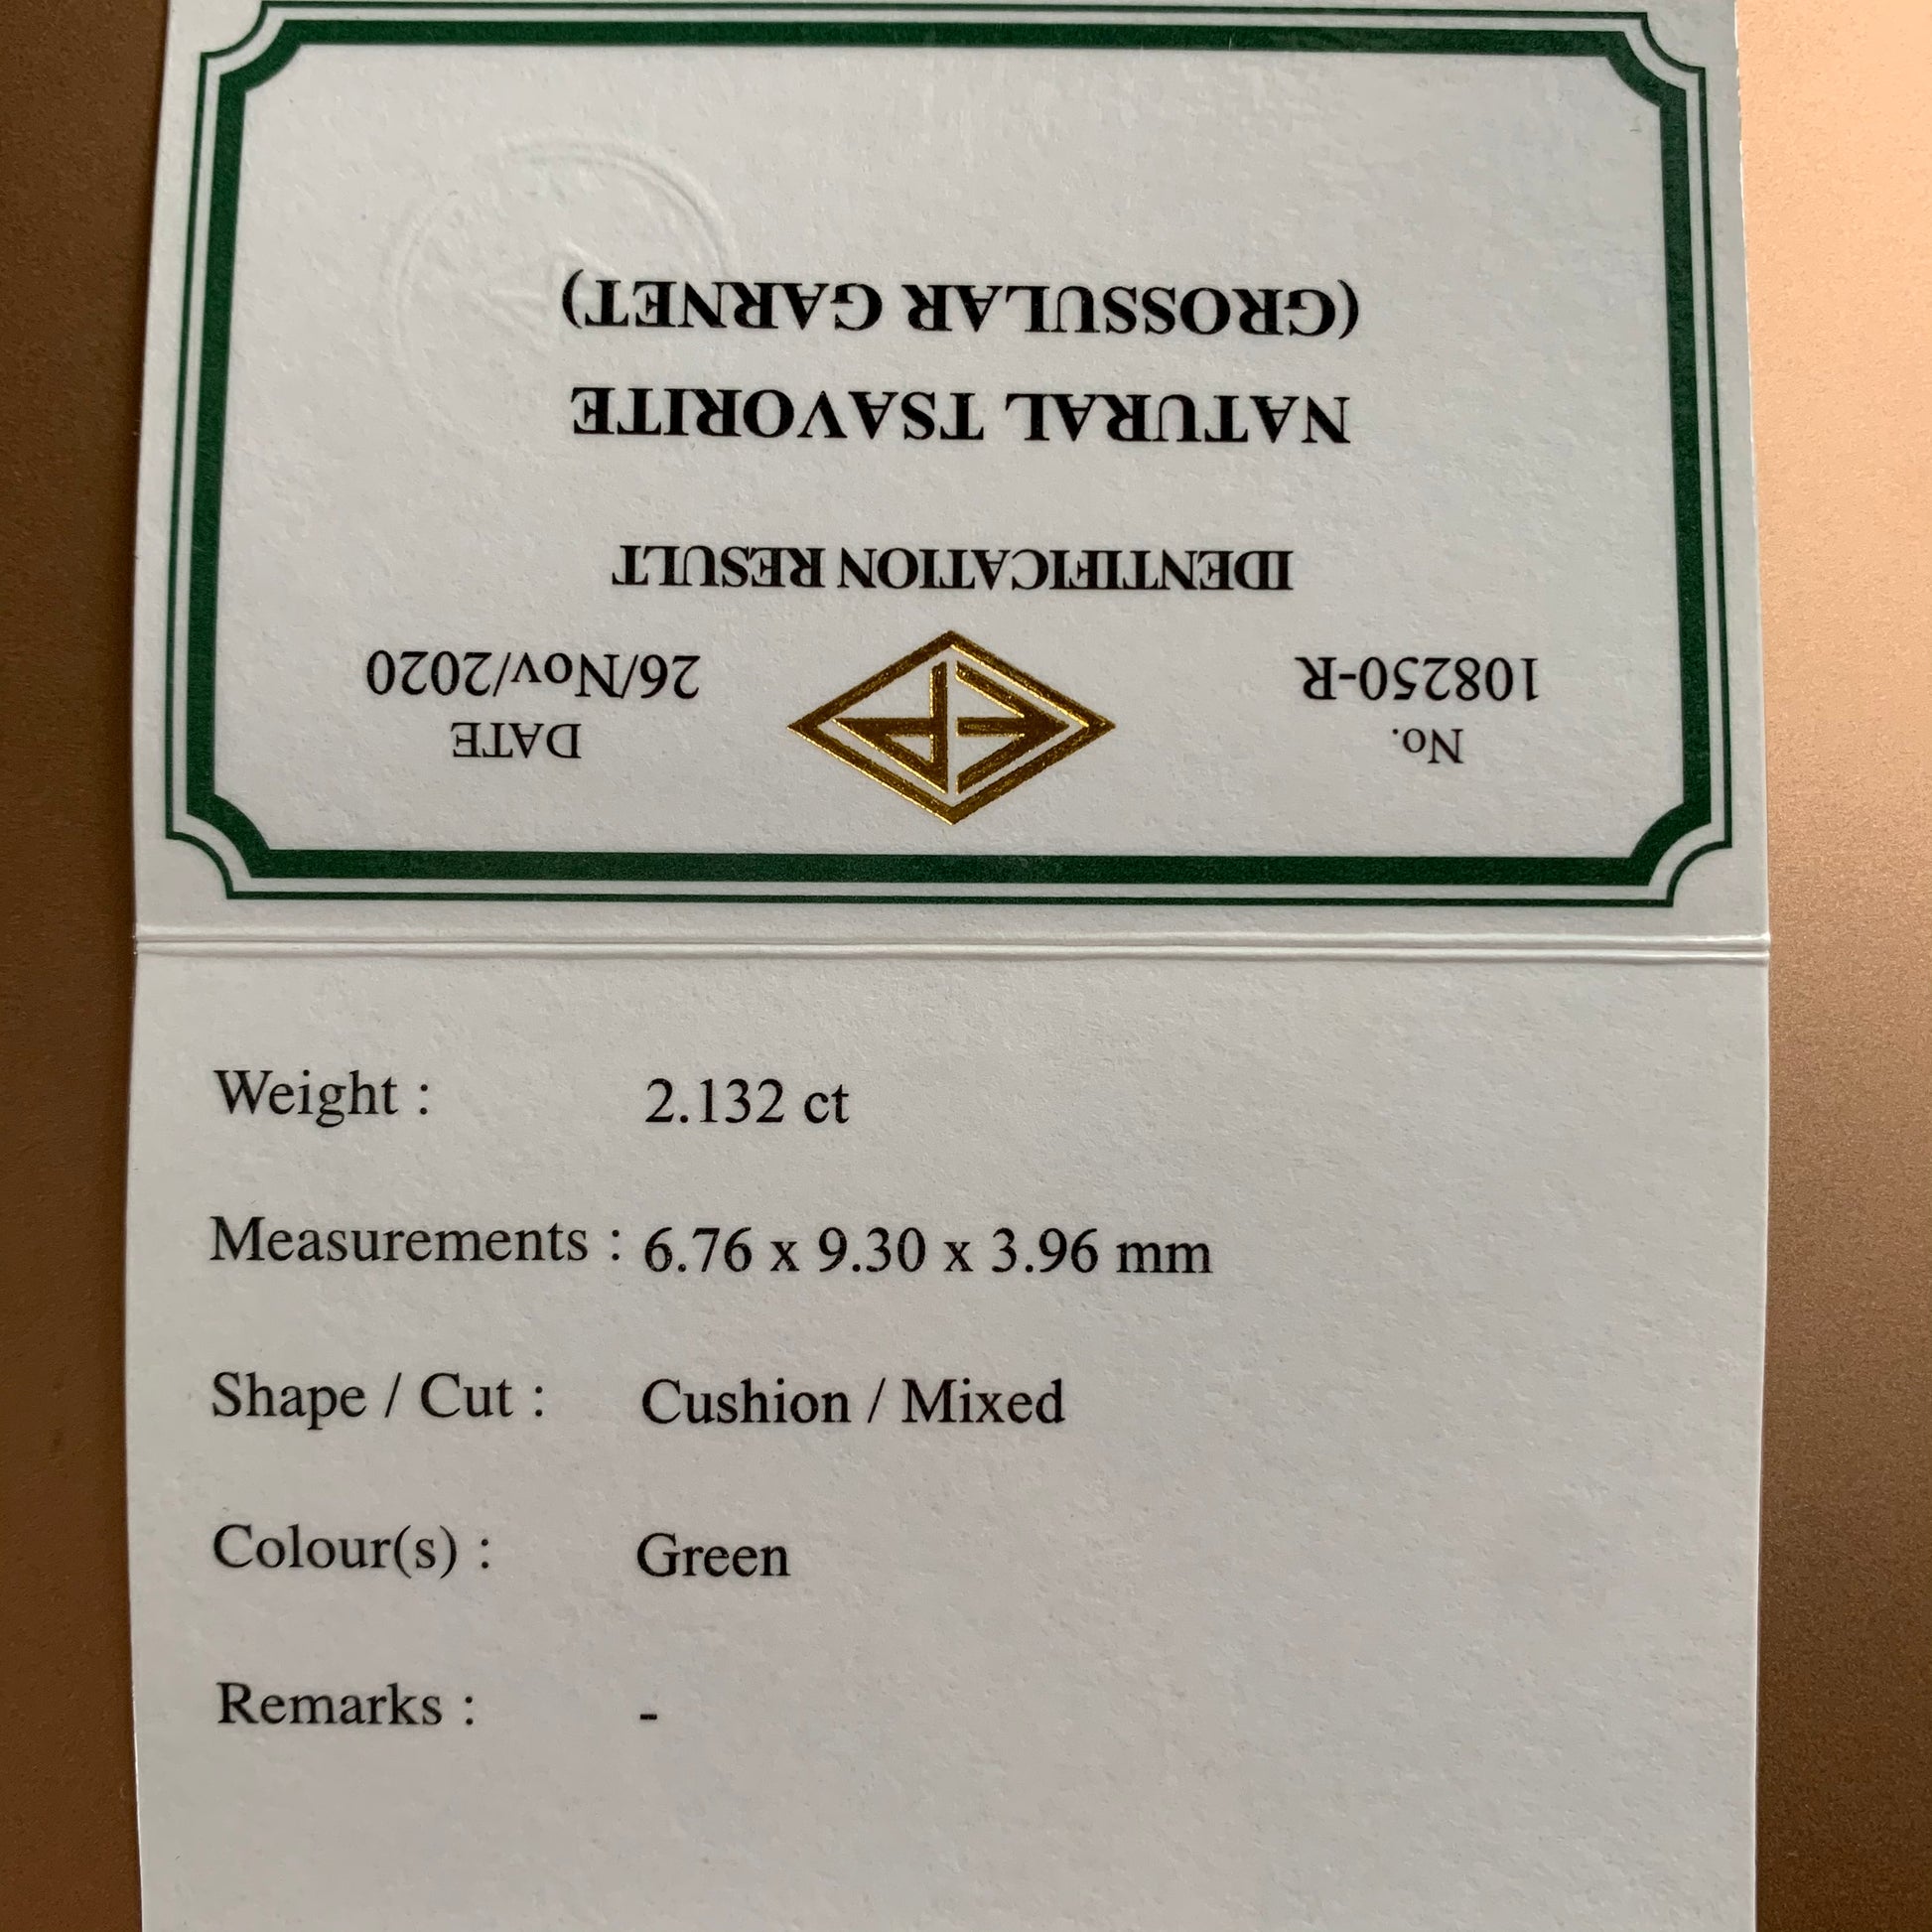 No.
DATE
108250-R
26/Nov/2020
IDENTIFICATION RESULT
NATURAL TSAVORITE
(GROSSULAR GARNET)
Weight : 2.132 ct
Measurements : 6.76 x 9.30 x 3.96 mm
Shape / Cut : Cushion / Mixed
Colour(s) : Green
Remarks : -